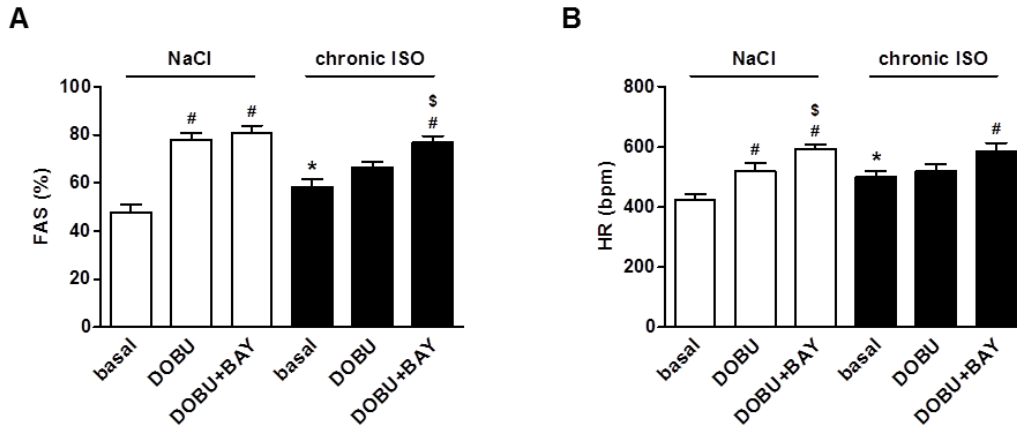 A
NaCl
chronic ISO
FAS (%)
100
80
60
40
20
0
#
#
*
$
#
basal
DOBU
DOBU+BAY
basal
DOBU
DOBU+BAY
B
NaCl
chronic ISO
HR (bpm)
800
600
400
200
0
#
$
#
*
#
basal
DOBU
DOBU+BAY
basal
DOBU
DOBU+BAY